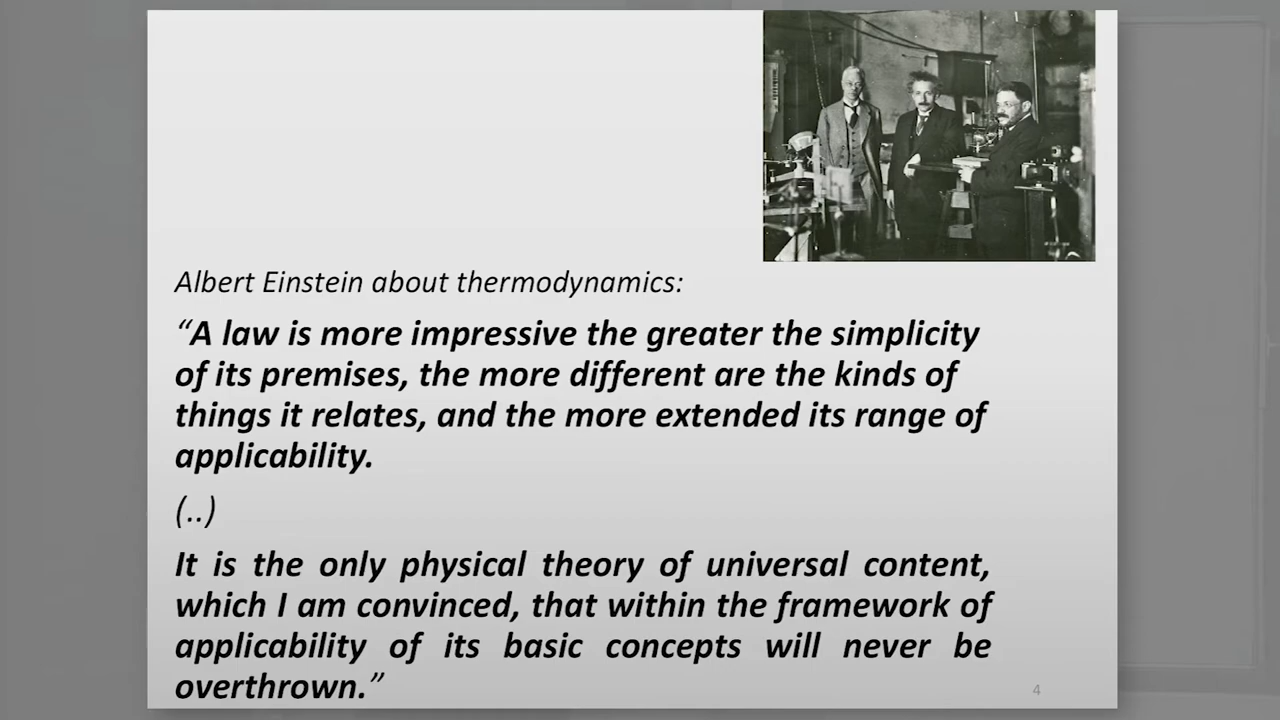 Albert Einstein about thermodynamics:
“A law is more impressive the greater the simplicity
of its premises, the more different are the kinds of
things it relates, and the more extended its range of
applicability.
(..)
It is the only physical theory of universal content,
which I am convinced, that within the framework of
applicability of its basic concepts will never be
overthrown.”
4